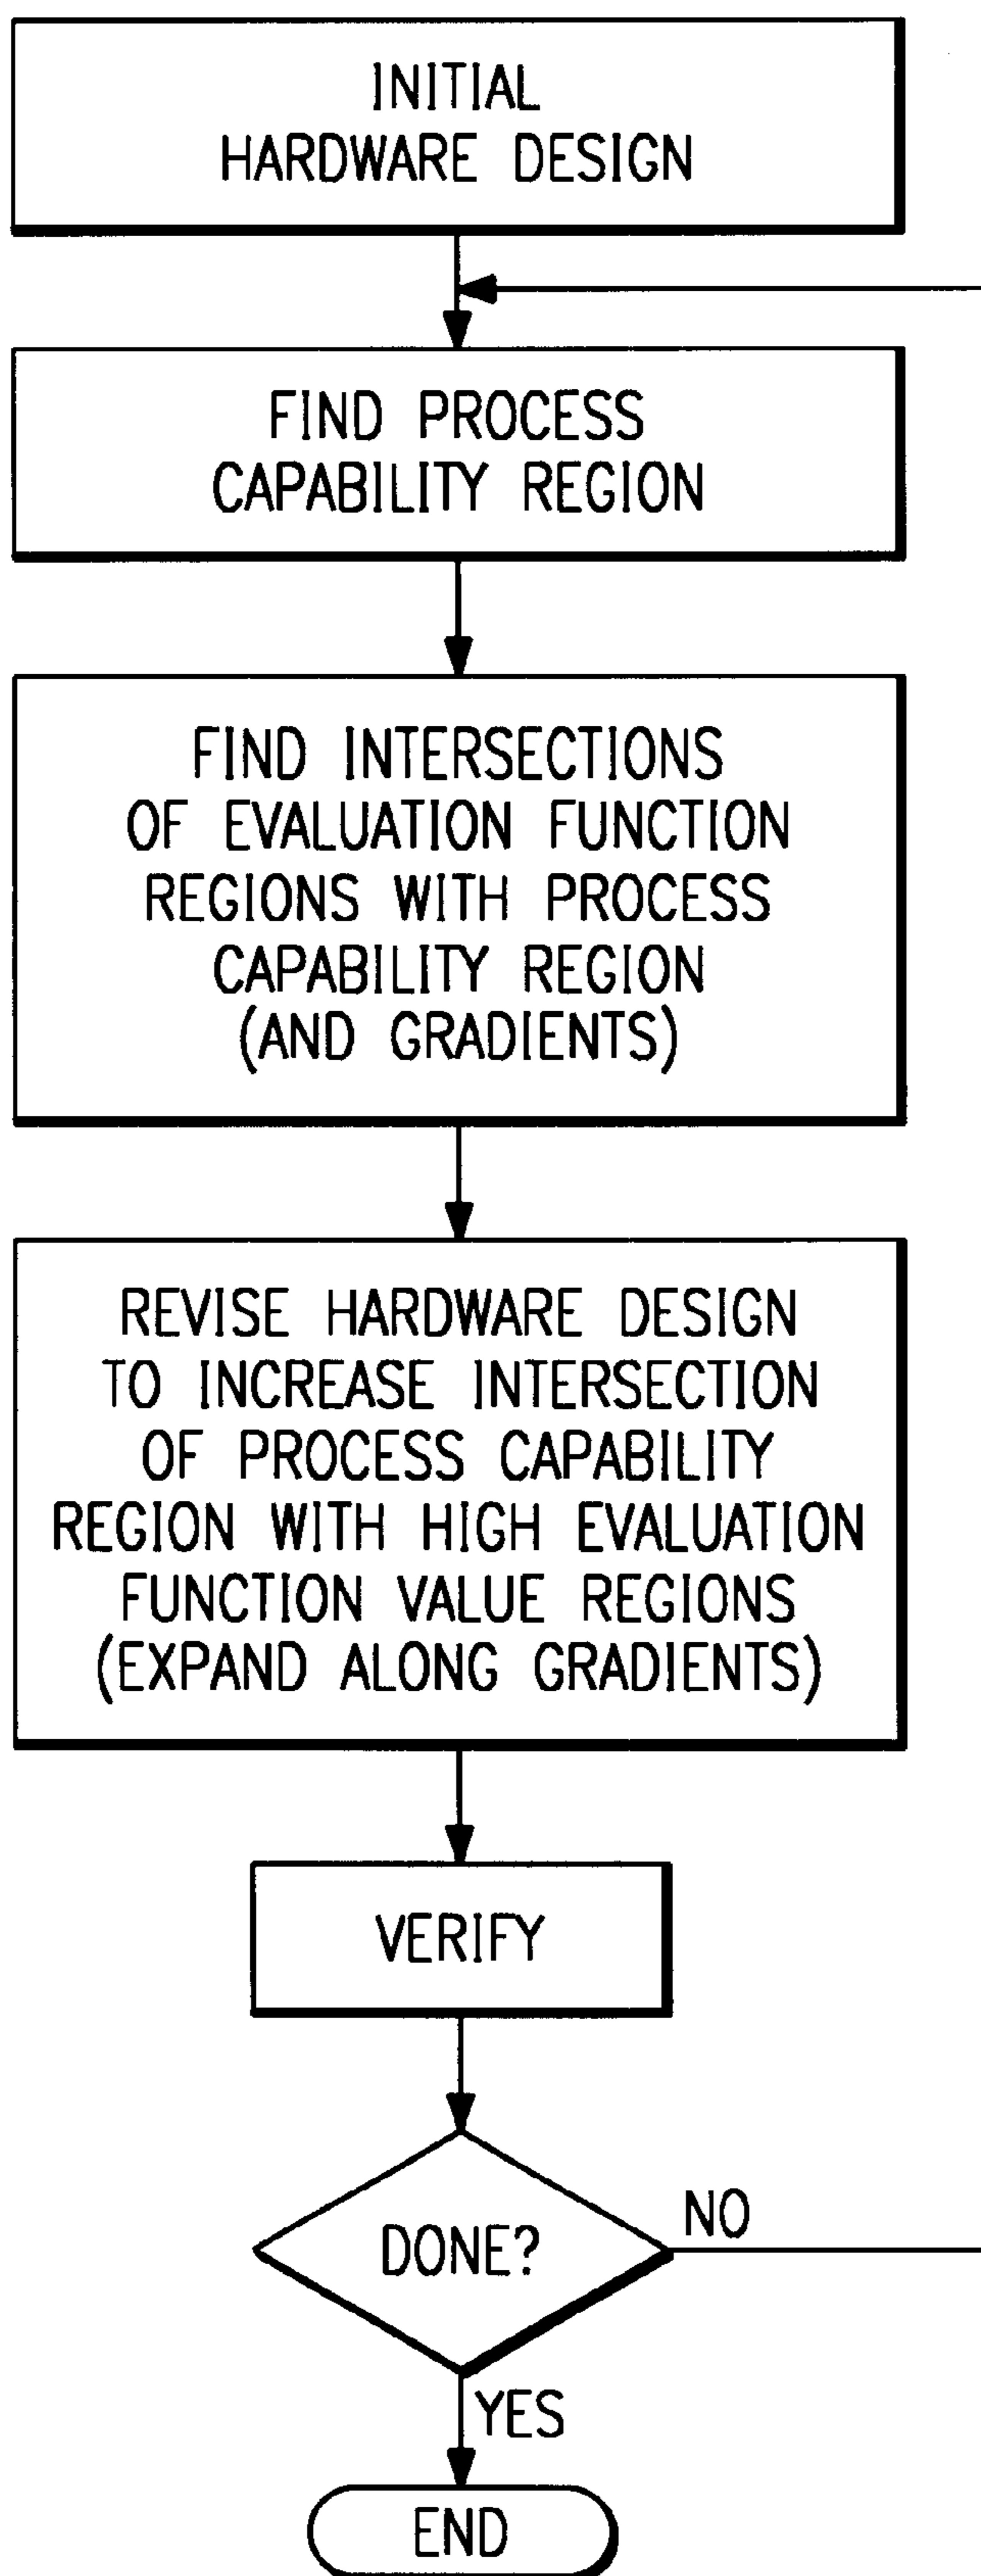 INITIAL
HARDWARE DESIGN
FIND PROCESS
CAPABILITY REGION
FIND INTERSECTIONS
OF EVALUATION FUNCTION
REGIONS WITH PROCESS
CAPABILITY REGION
(AND GRADIENTS)
REVISE HARDWARE DESIGN
TO INCREASE INTERSECTION
OF PROCESS CAPABILITY
REGION WITH HIGH EVALUATION
FUNCTION VALUE REGIONS
(EXPAND ALONG GRADIENTS)
VERIFY
DONE?
NO
YES
END